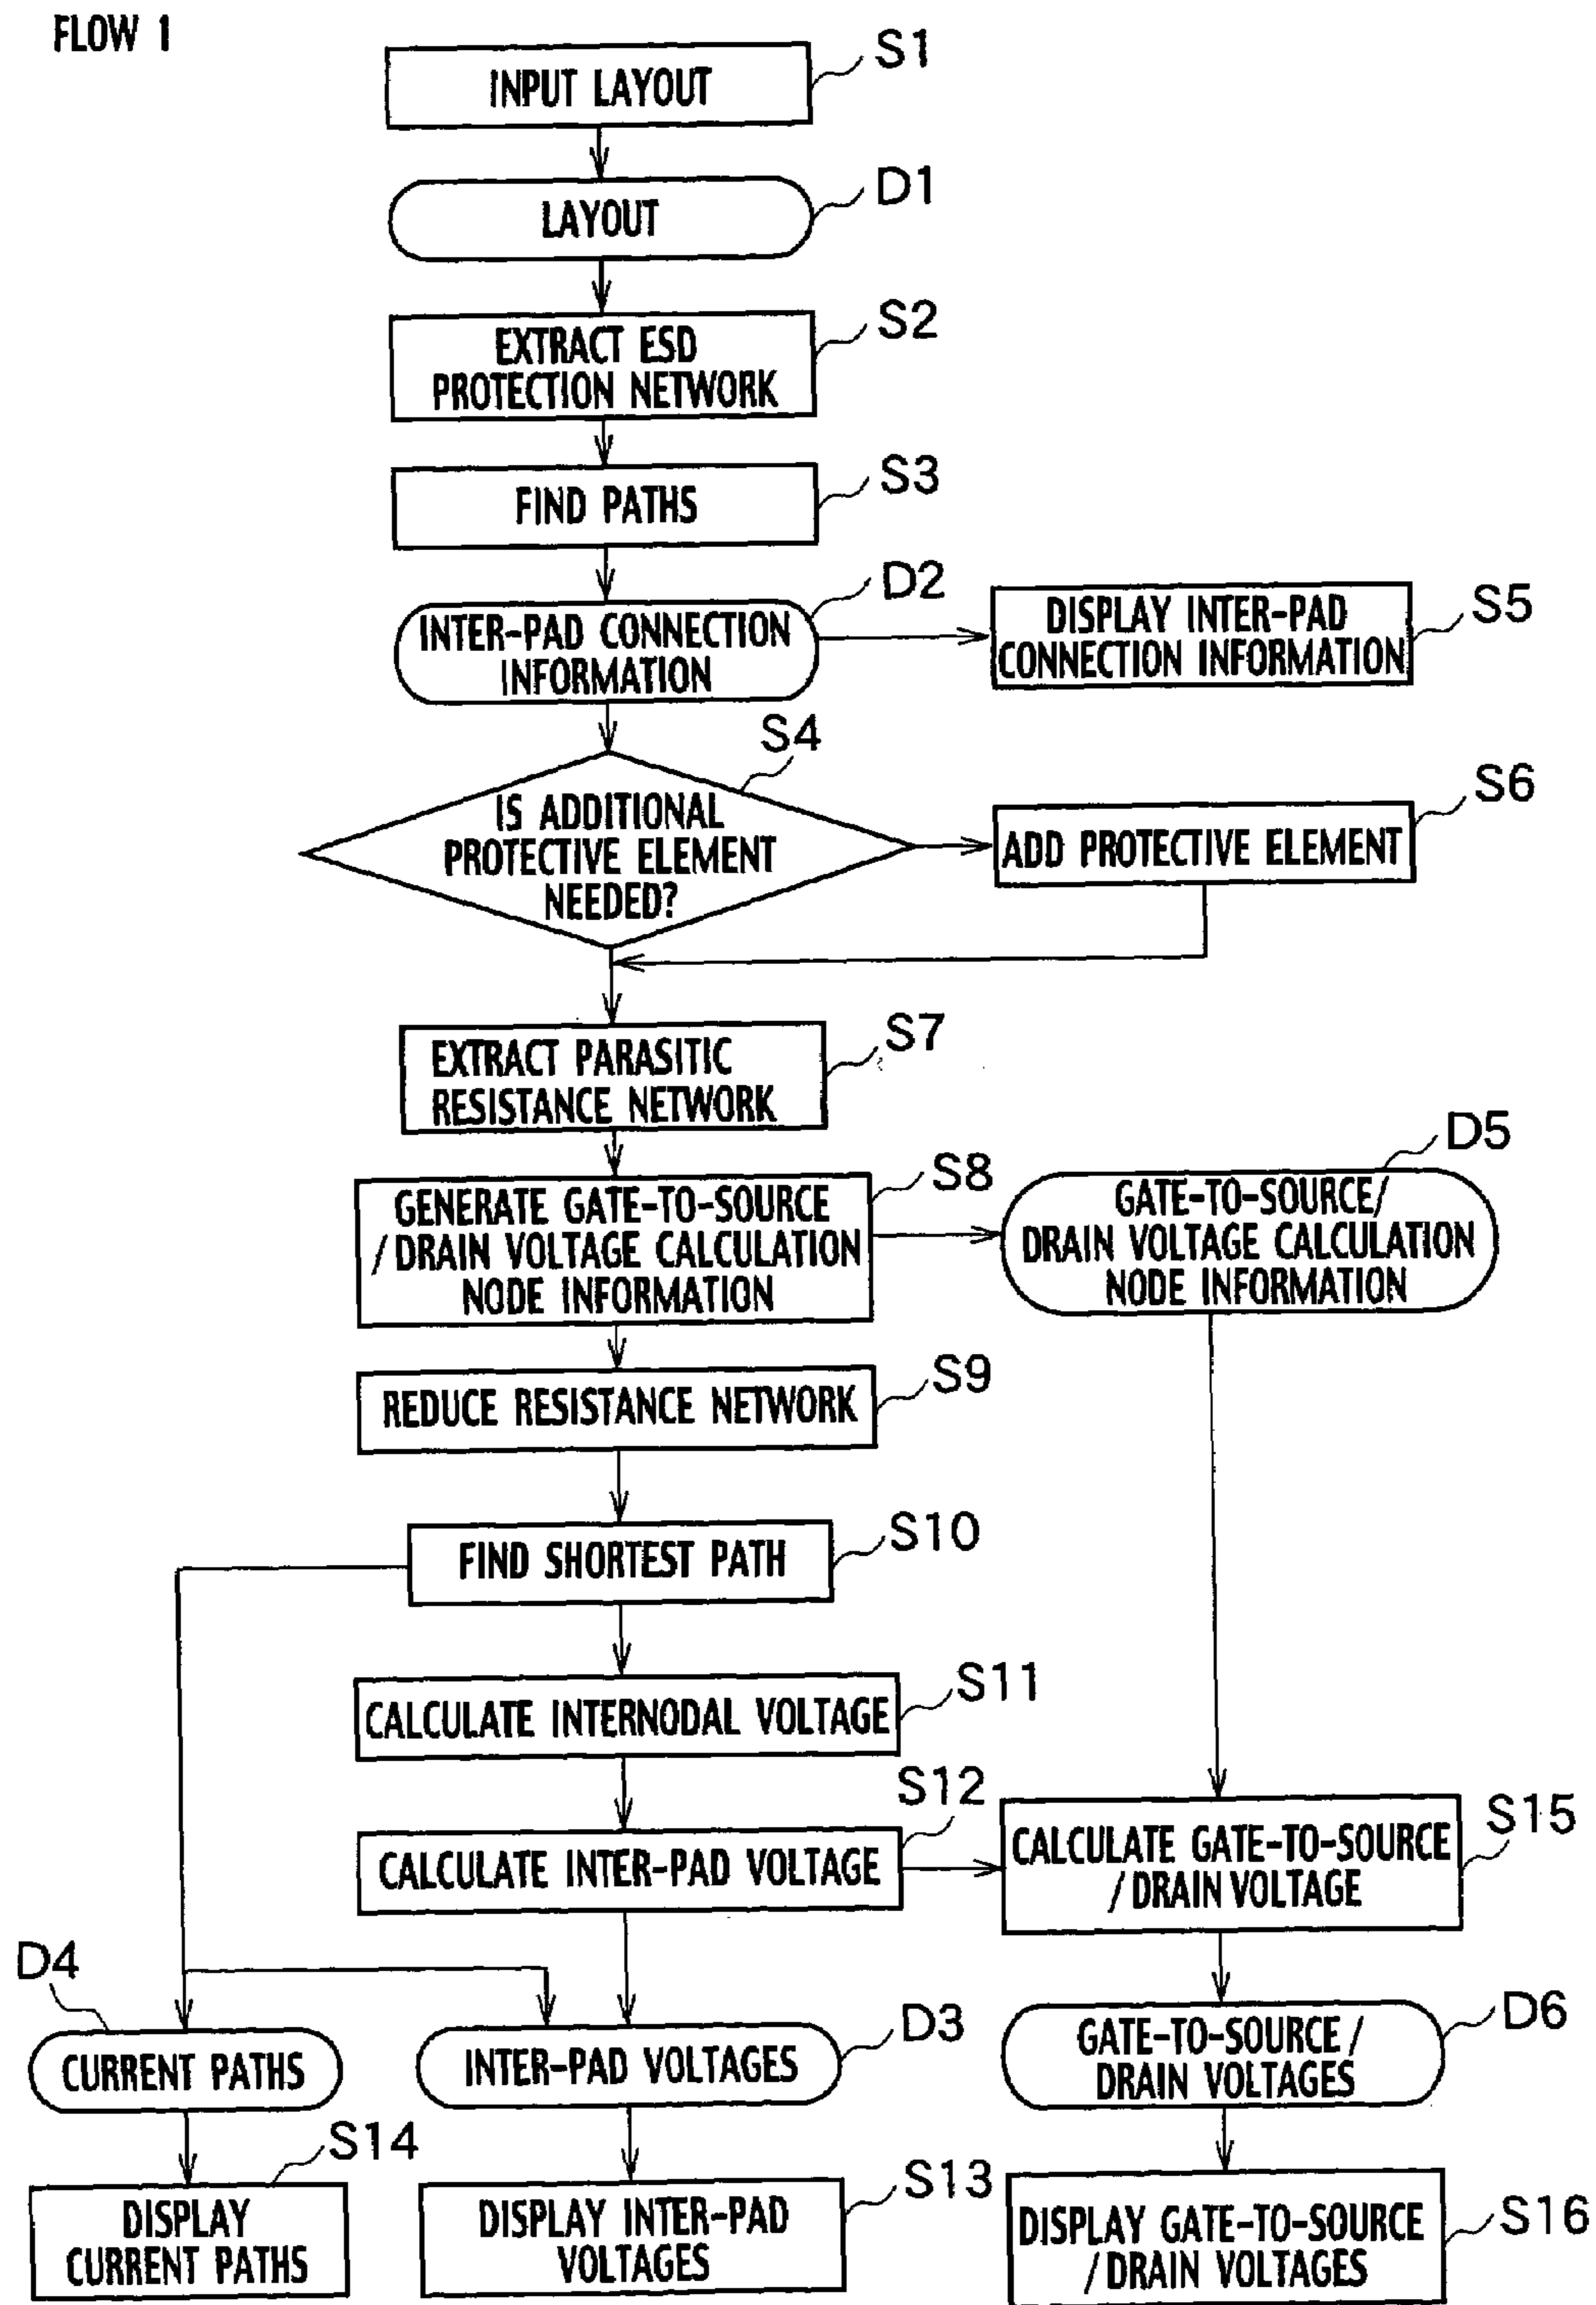 FLOW 1
S1
INPUT LAYOUT
D1
LAYOUT
S2
EXTRACT ESD
PROTECTION NETWORK
S3
FIND PATHS
D2
INTER-PAD CONNECTION
INFORMATION
S5
DISPLAY INTER-PAD
CONNECTION INFORMATION
S4
IS ADDITIONAL
PROTECTIVE ELEMENT
NEEDED?
S6
ADD PROTECTIVE ELEMENT
S7
EXTRACT PARASITIC
RESISTANCE NETWORK
S8
GENERATE GATE-TO-SOURCE
/DRAIN VOLTAGE CALCULATION
NODE INFORMATION
D5
GATE-TO-SOURCE/
DRAIN VOLTAGE CALCULATION
NODE INFORMATION
S9
REDUCE RESISTANCE NETWORK
S10
FIND SHORTEST PATH
S11
CALCULATE INTERNODAL VOLTAGE
S12
CALCULATE INTER-PAD VOLTAGE
S15
CALCULATE GATE-TO-SOURCE
/DRAIN VOLTAGE
D4
CURRENT PATHS
D3
INTER-PAD VOLTAGES
D6
GATE-TO-SOURCE/
DRAIN VOLTAGES
S14
DISPLAY
CURRENT PATHS
S13
DISPLAY INTER-PAD
VOLTAGES
S16
DISPLAY GATE-TO-SOURCE
/DRAIN VOLTAGES